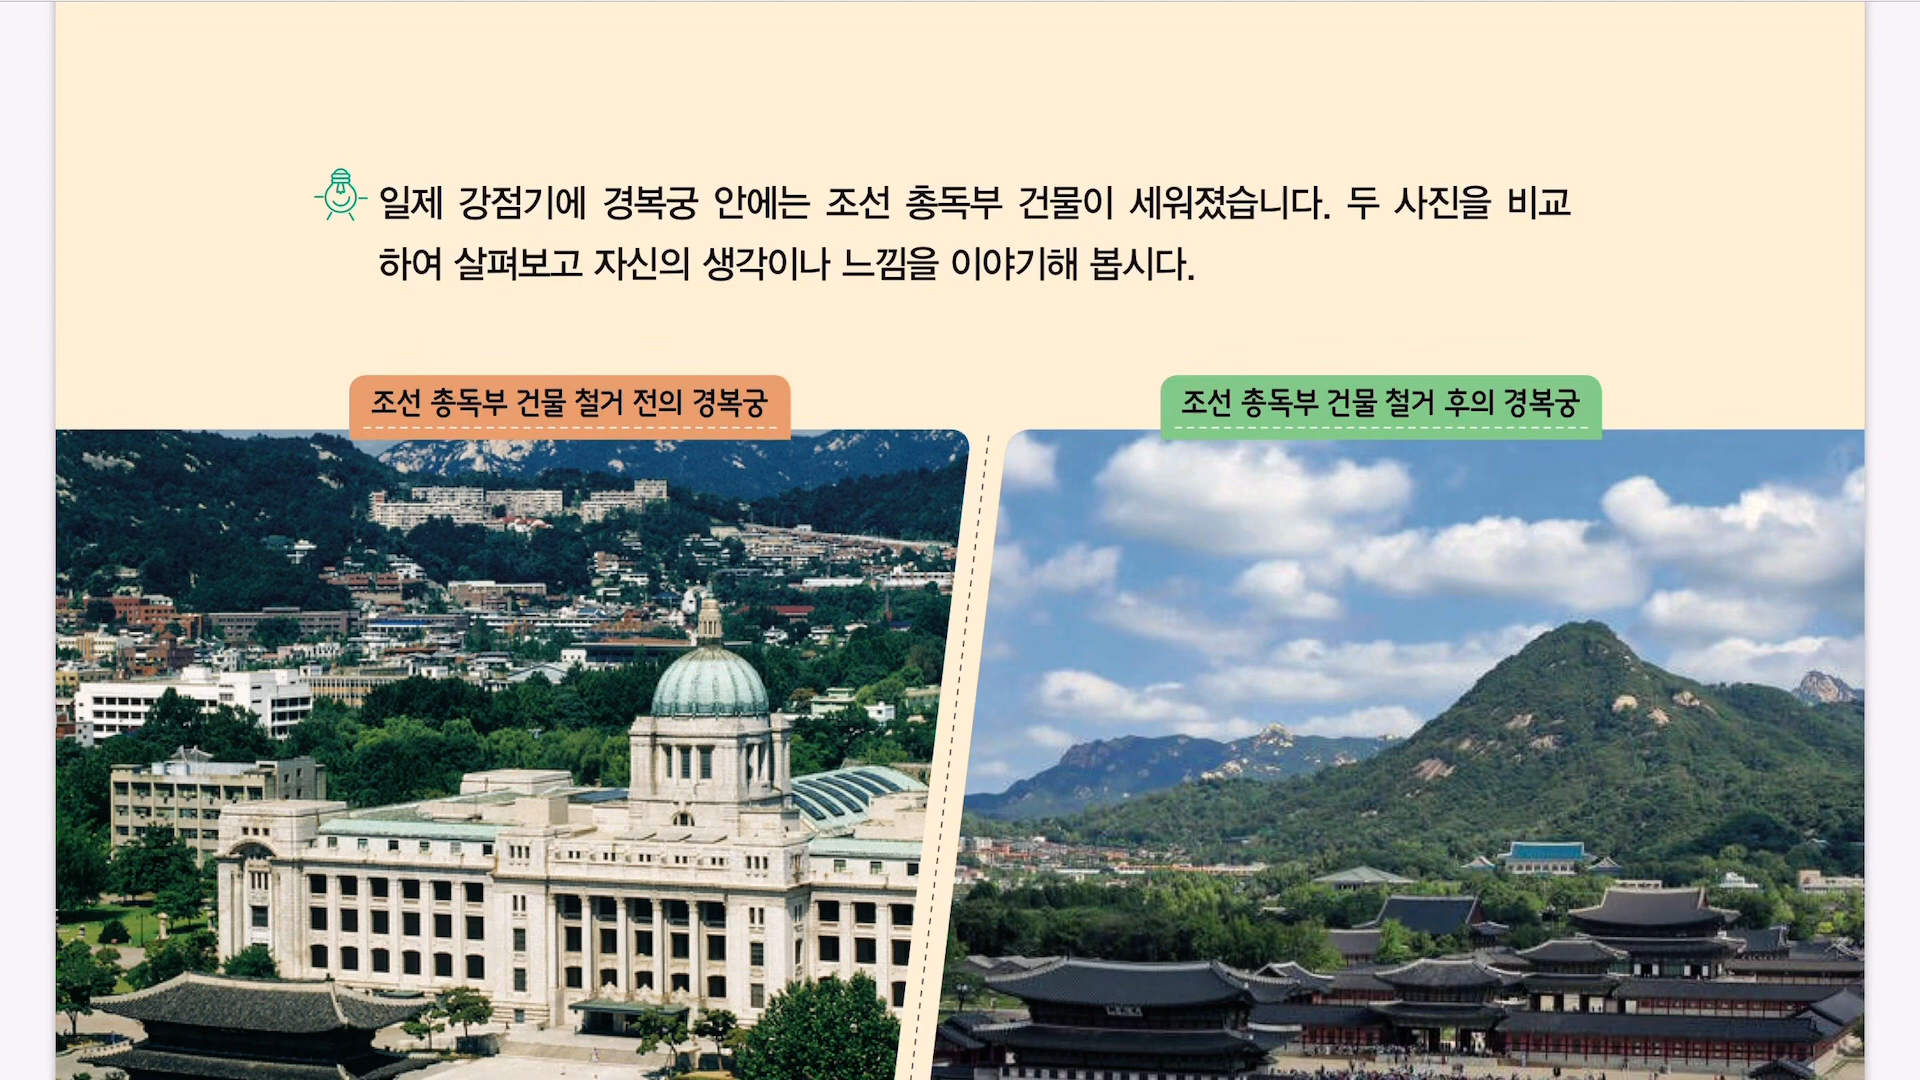 일제 강점기에 경복궁 안에는 조선 총독부 건물이 세워졌습니다. 두 사진을 비교
하여 살펴보고 자신의 생각이나 느낌을 이야기해 봅시다.
조선 총독부 건물 철거 전의 경복궁
조선 총독부 건물 철거 후의 경복궁